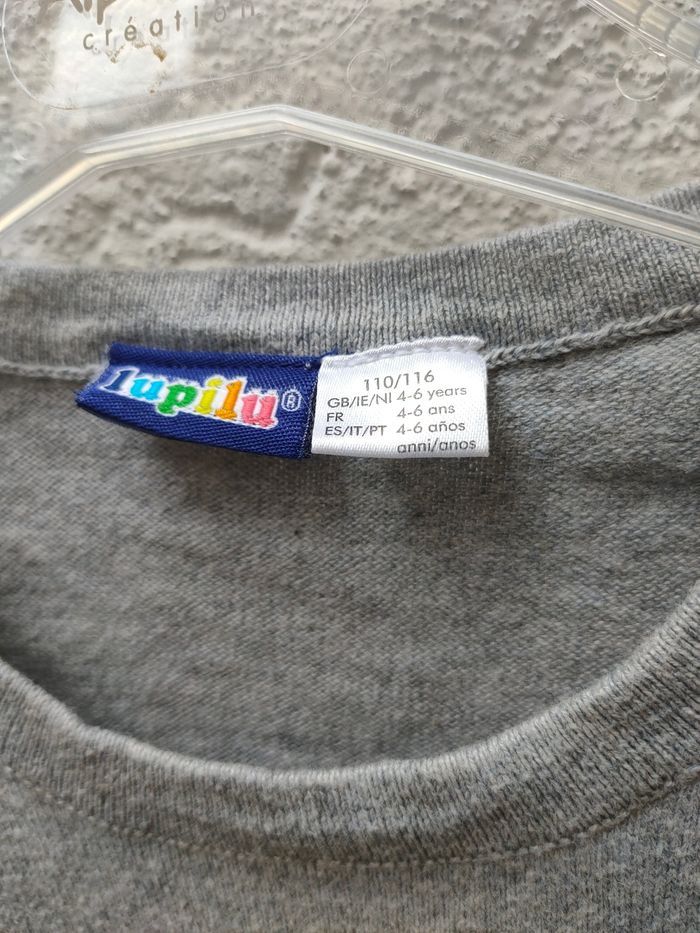 création
lupilu®
110/116
GB/IE/NI 4-6 years
FR 4-6 ans
ES/IT/PT 4-6 años
anni/anos